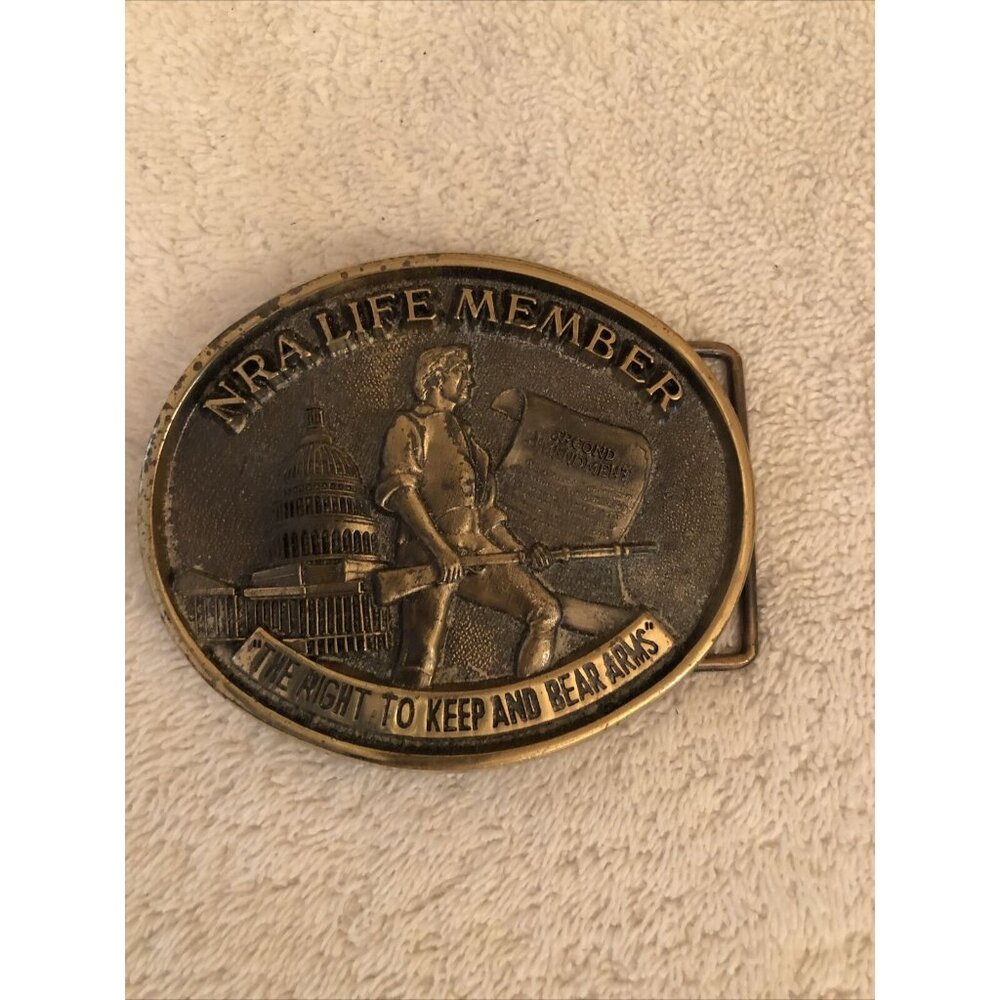 NRA LIFE MEMBER
SECOND
AMENDMENT
"THE RIGHT TO KEEP AND BEAR ARMS"